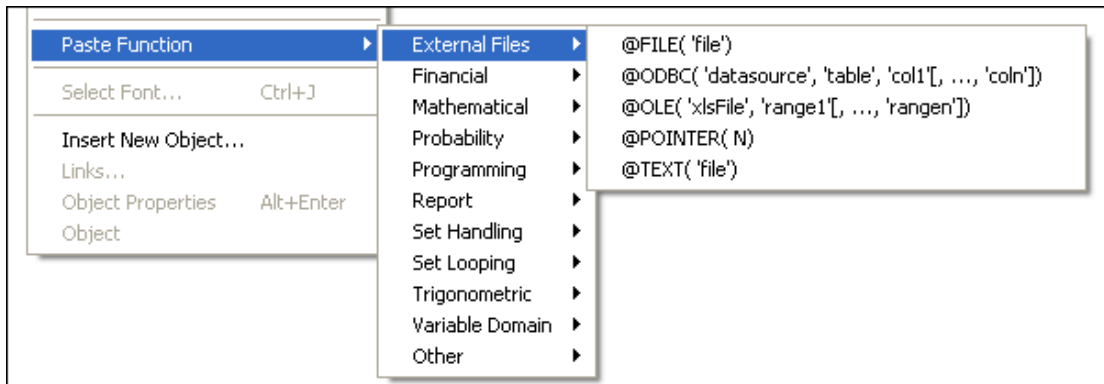 Paste Function
Select Font... Ctrl+J
Insert New Object...
Links...
Object Properties Alt+Enter
Object
External Files
Financial
Mathematical
Probability
Programming
Report
Set Handling
Set Looping
Trigonometric
Variable Domain
Other
@FILE( 'file')
@ODBC( 'datasource', 'table', 'col1'[, ..., 'coln'])
@OLE( 'xlsFile', 'range1'[, ..., 'rangen'])
@POINTER( N)
@TEXT( 'file')